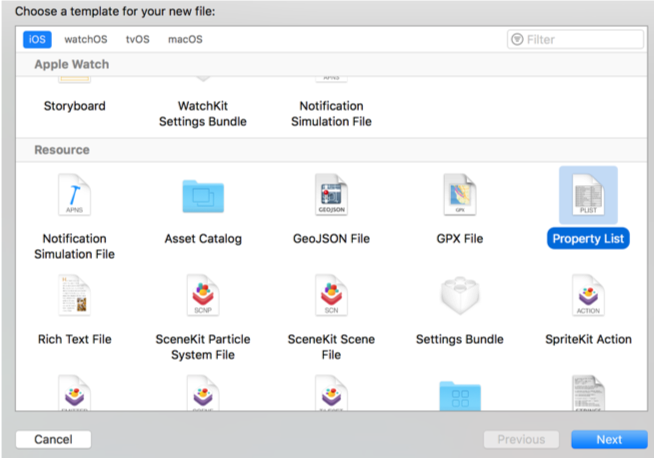 Choose a template for your new file:
iOS watchOS tvOS macOS Filter
Apple Watch
Storyboard WatchKit Settings Bundle Notification Simulation File
Resource
APNS GEOJSON GPX PLIST
Notification Simulation File Asset Catalog GeoJSON File GPX File Property List
SCNP SCN ACTION
Rich Text File SceneKit Particle System File SceneKit Scene File Settings Bundle SpriteKit Action
Cancel Previous Next